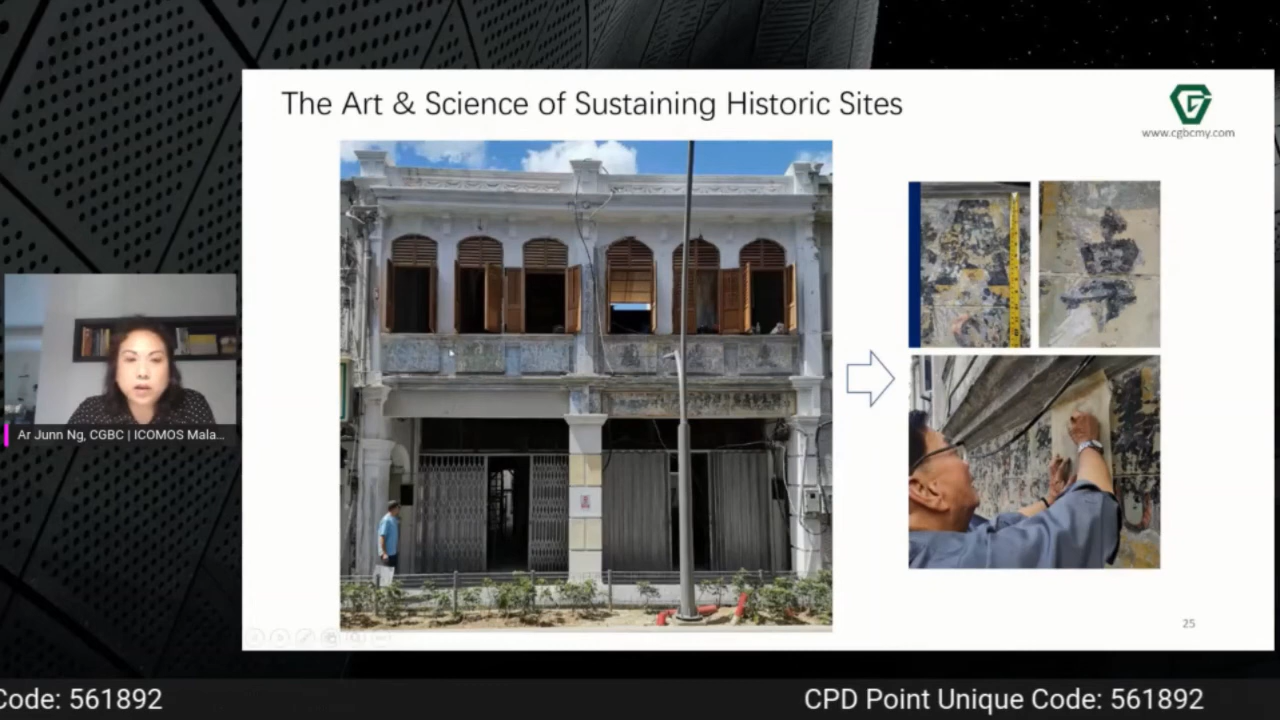 The Art & Science of Sustaining Historic Sites
www.cgbcmy.com
Ar Junn Ng, CGBC | ICOMOS Mala...
25
Code: 561892
CPD Point Unique Code: 561892